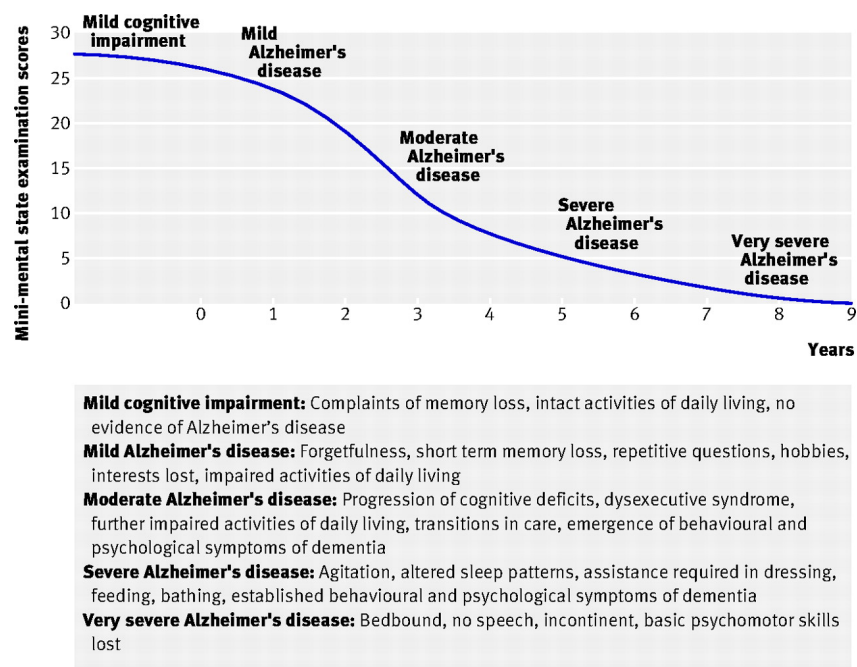 Mild cognitive
impairment
Mild
Alzheimer's
disease
Moderate
Alzheimer's
disease
Severe
Alzheimer's
disease
Very severe
Alzheimer's
disease
Mini-mental state examination scores
30
25
20
15
10
5
0
0 1 2 3 4 5 6 7 8 9
Years
Mild cognitive impairment: Complaints of memory loss, intact activities of daily living, no
evidence of Alzheimer's disease
Mild Alzheimer's disease: Forgetfulness, short term memory loss, repetitive questions, hobbies,
interests lost, impaired activities of daily living
Moderate Alzheimer's disease: Progression of cognitive deficits, dysexecutive syndrome,
further impaired activities of daily living, transitions in care, emergence of behavioural and
psychological symptoms of dementia
Severe Alzheimer's disease: Agitation, altered sleep patterns, assistance required in dressing,
feeding, bathing, established behavioural and psychological symptoms of dementia
Very severe Alzheimer's disease: Bedbound, no speech, incontinent, basic psychomotor skills
lost